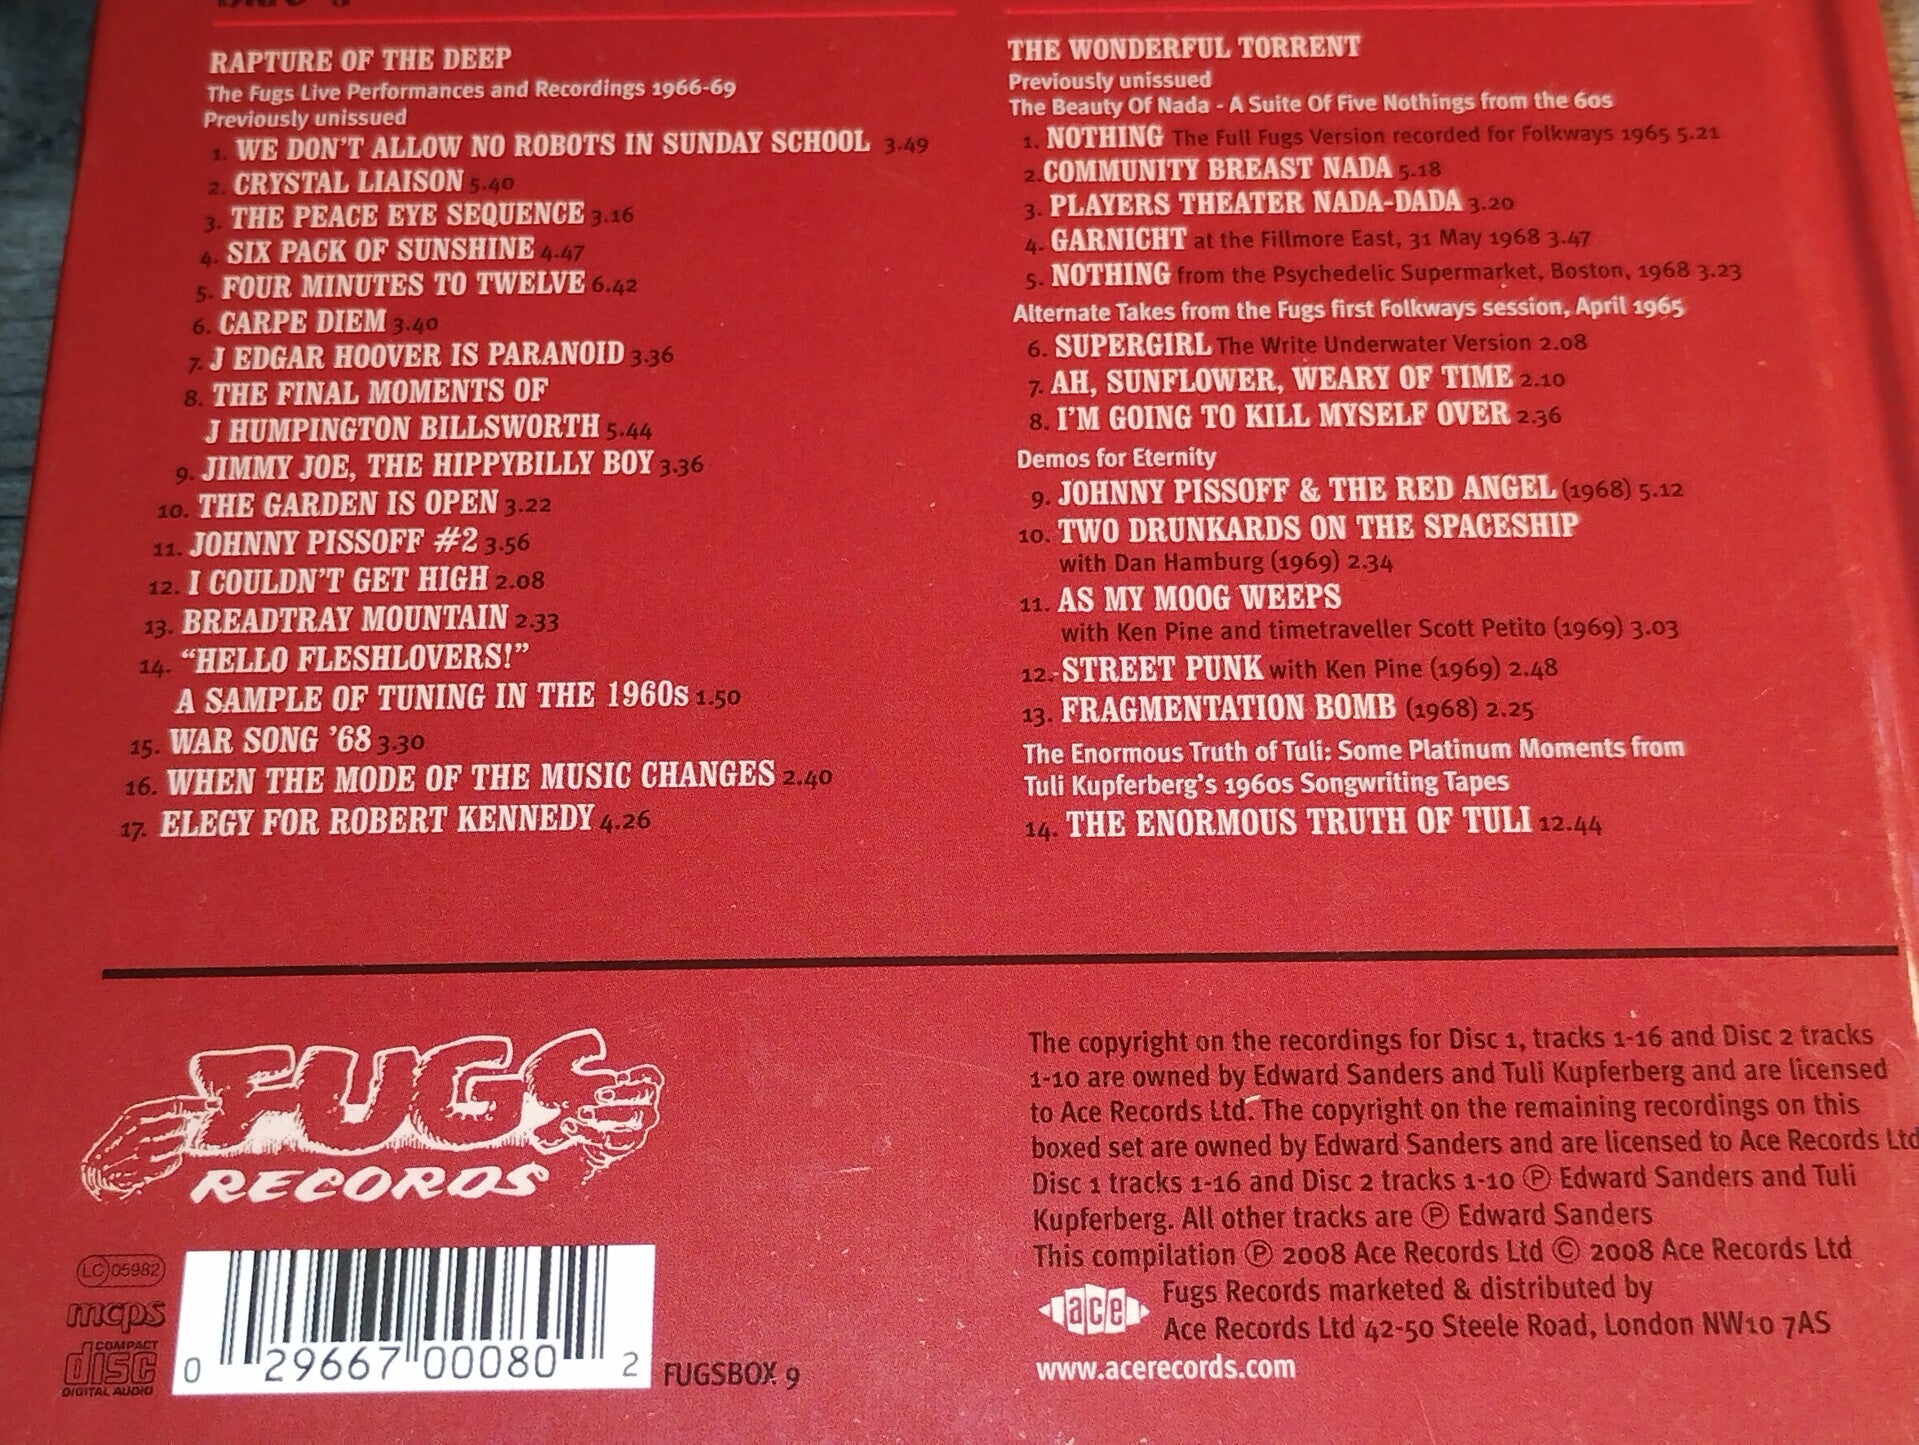 RAPTURE OF THE DEEP
The Fugs Live Performances and Recordings 1966-69
Previously unissued
1. WE DON'T ALLOW NO ROBOTS IN SUNDAY SCHOOL 3.49
2. CRYSTAL LIAISON 5.40
3. THE PEACE EYE SEQUENCE 3.16
4. SIX PACK OF SUNSHINE 4.47
5. FOUR MINUTES TO TWELVE 6.42
6. CARPE DIEM 3.40
7. J EDGAR HOOVER IS PARANOID 3.36
8. THE FINAL MOMENTS OF
J HUMPINGTON BILLSWORTH 5.44
9. JIMMY JOE, THE HIPPYBILLY BOY 3.36
10. THE GARDEN IS OPEN 3.22
11. JOHNNY PISSOFF #2 3.56
12. I COULDN'T GET HIGH 2.08
13. BREADTRAY MOUNTAIN 2.33
14. "HELLO FLESHLOVERS!"
A SAMPLE OF TUNING IN THE 1960s 1.50
15. WAR SONG '68 3.30
16. WHEN THE MODE OF THE MUSIC CHANGES 2.40
17. ELEGY FOR ROBERT KENNEDY 4.26
THE WONDERFUL TORRENT
Previously unissued
The Beauty Of Nada - A Suite Of Five Nothings from the 60s
1. NOTHING The Full Fugs Version recorded for Folkways 1965 5.21
2. COMMUNITY BREAST NADA 5.18
3. PLAYERS THEATER NADA-DADA 3.20
4. GARNICHT at the Fillmore East, 31 May 1968 3.47
5. NOTHING from the Psychedelic Supermarket, Boston, 1968 3.23
Alternate Takes from the Fugs first Folkways session, April 1965
6. SUPERGIRL The Write Underwater Version 2.08
7. AH, SUNFLOWER, WEARY OF TIME 2.10
8. I'M GOING TO KILL MYSELF OVER 2.36
Demos for Eternity
9. JOHNNY PISSOFF & THE RED ANGEL (1968) 5.12
10. TWO DRUNKARDS ON THE SPACESHIP
with Dan Hamburg (1969) 2.34
11. AS MY MOOG WEEPS
with Ken Pine and timetraveller Scott Petito (1969) 3.03
12. STREET PUNK with Ken Pine (1969) 2.48
13. FRAGMENTATION BOMB (1968) 2.25
The Enormous Truth of Tuli: Some Platinum Moments from
Tuli Kupferberg's 1960s Songwriting Tapes
14. THE ENORMOUS TRUTH OF TULI 12.44
FUGS
RECORDS
LC 05982
mcps
COMPACT
disc
DIGITAL AUDIO
0 29667 00080 2
FUGSBOX 9
The copyright on the recordings for Disc 1, tracks 1-16 and Disc 2 tracks
1-10 are owned by Edward Sanders and Tuli Kupferberg and are licensed
to Ace Records Ltd. The copyright on the remaining recordings on this
boxed set are owned by Edward Sanders and are licensed to Ace Records Ltd
Disc 1 tracks 1-16 and Disc 2 tracks 1-10 Ⓟ Edward Sanders and Tuli
Kupferberg. All other tracks are Ⓟ Edward Sanders
This compilation Ⓟ 2008 Ace Records Ltd © 2008 Ace Records Ltd
ace
Fugs Records marketed & distributed by
Ace Records Ltd 42-50 Steele Road, London NW10 7AS
www.acerecords.com